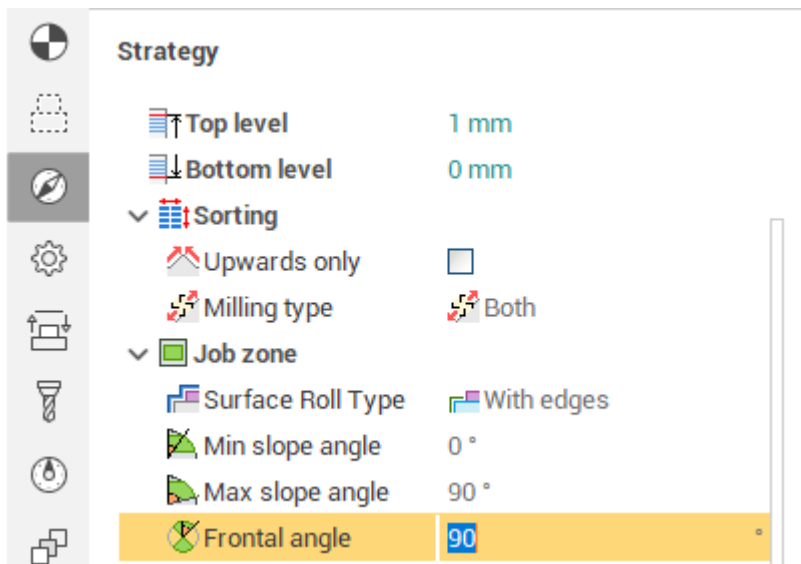 Strategy
Top level 1 mm
Bottom level 0 mm
Sorting
Upwards only
Milling type Both
Job zone
Surface Roll Type With edges
Min slope angle 0 °
Max slope angle 90 °
Frontal angle 90 °